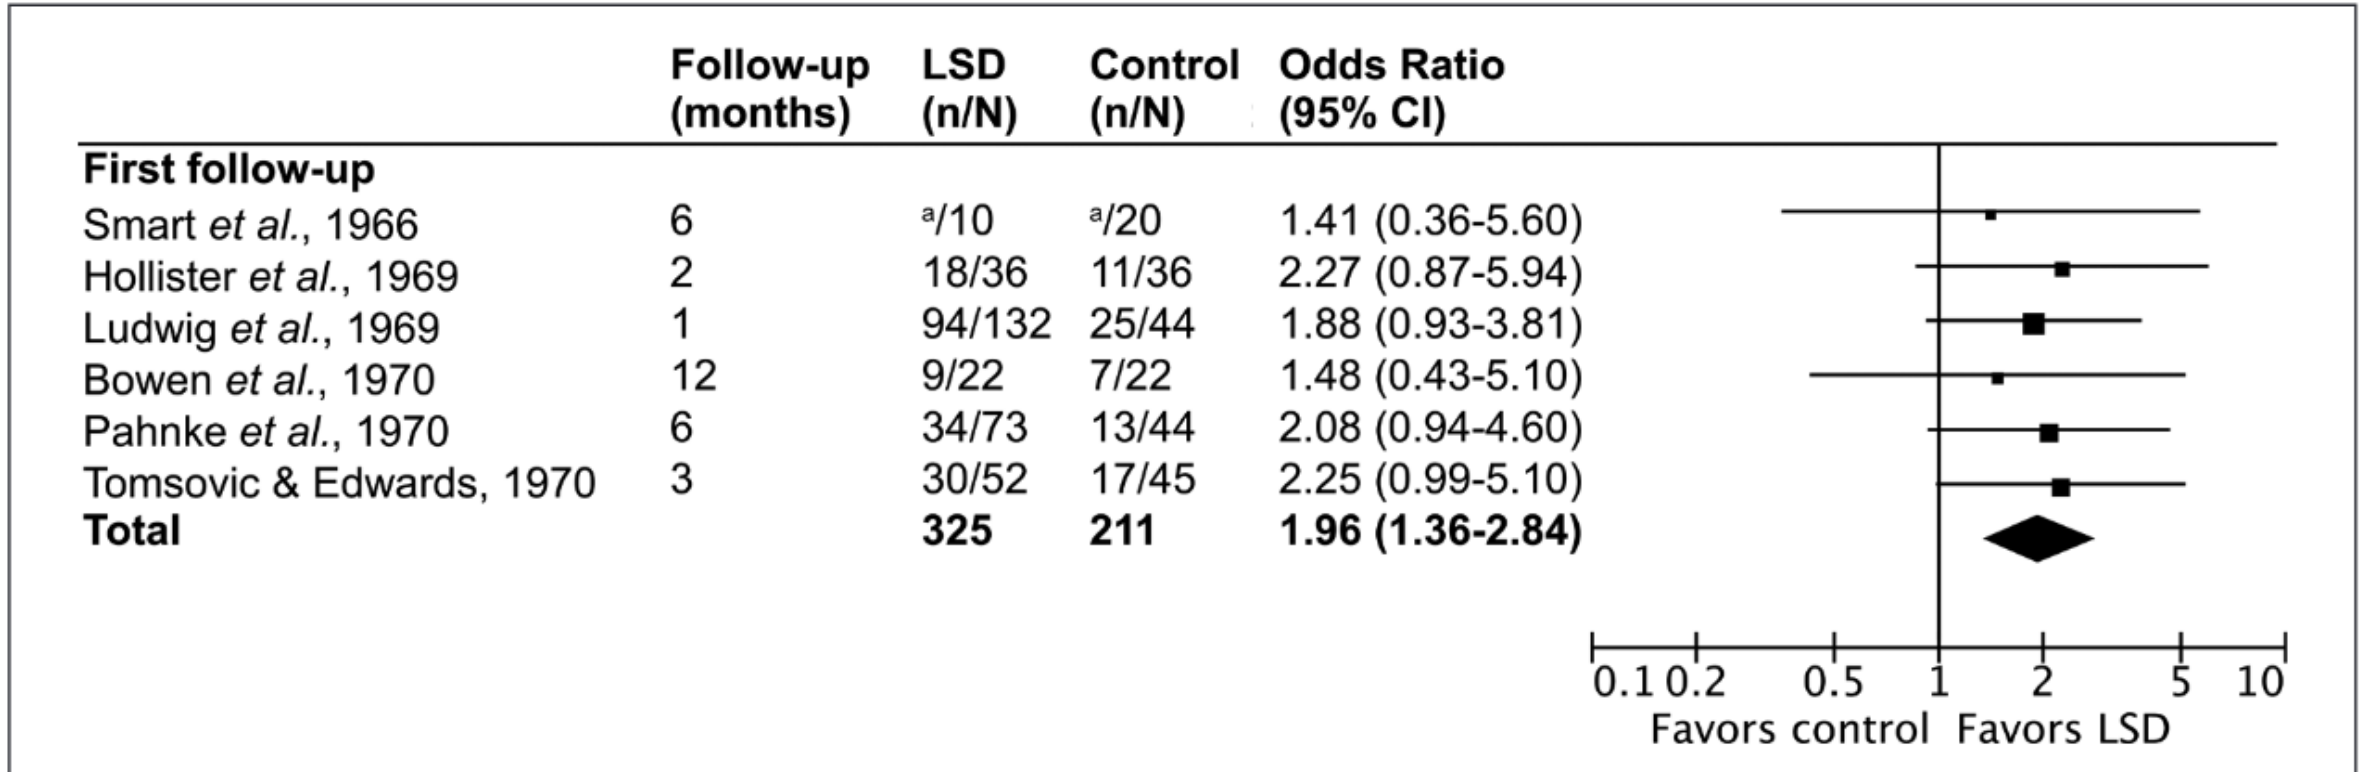 Follow-up LSD Control Odds Ratio
(months) (n/N) (n/N) (95% CI)
First follow-up
Smart et al., 1966 6 a/10 a/20 1.41 (0.36-5.60)
Hollister et al., 1969 2 18/36 11/36 2.27 (0.87-5.94)
Ludwig et al., 1969 1 94/132 25/44 1.88 (0.93-3.81)
Bowen et al., 1970 12 9/22 7/22 1.48 (0.43-5.10)
Pahnke et al., 1970 6 34/73 13/44 2.08 (0.94-4.60)
Tomsovic & Edwards, 1970 3 30/52 17/45 2.25 (0.99-5.10)
Total 325 211 1.96 (1.36-2.84)
0.1 0.2 0.5 1 2 5 10
Favors control Favors LSD